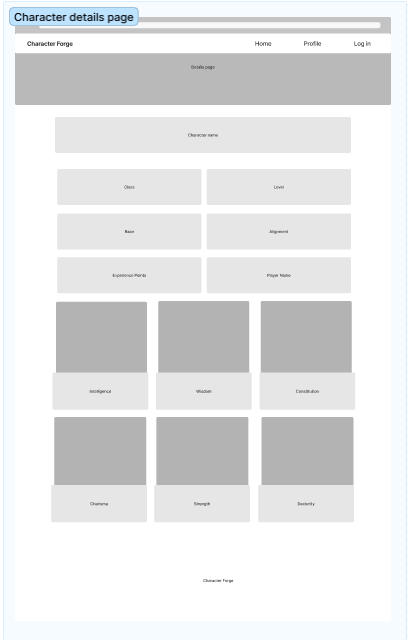 Character details page
Character Forge
Home
Profile
Log in
Details page
Character name
Class
Level
Race
Alignment
Experience Points
Player Name
Intelligence
Wisdom
Constitution
Charisma
Strength
Dexterity
Character Forge